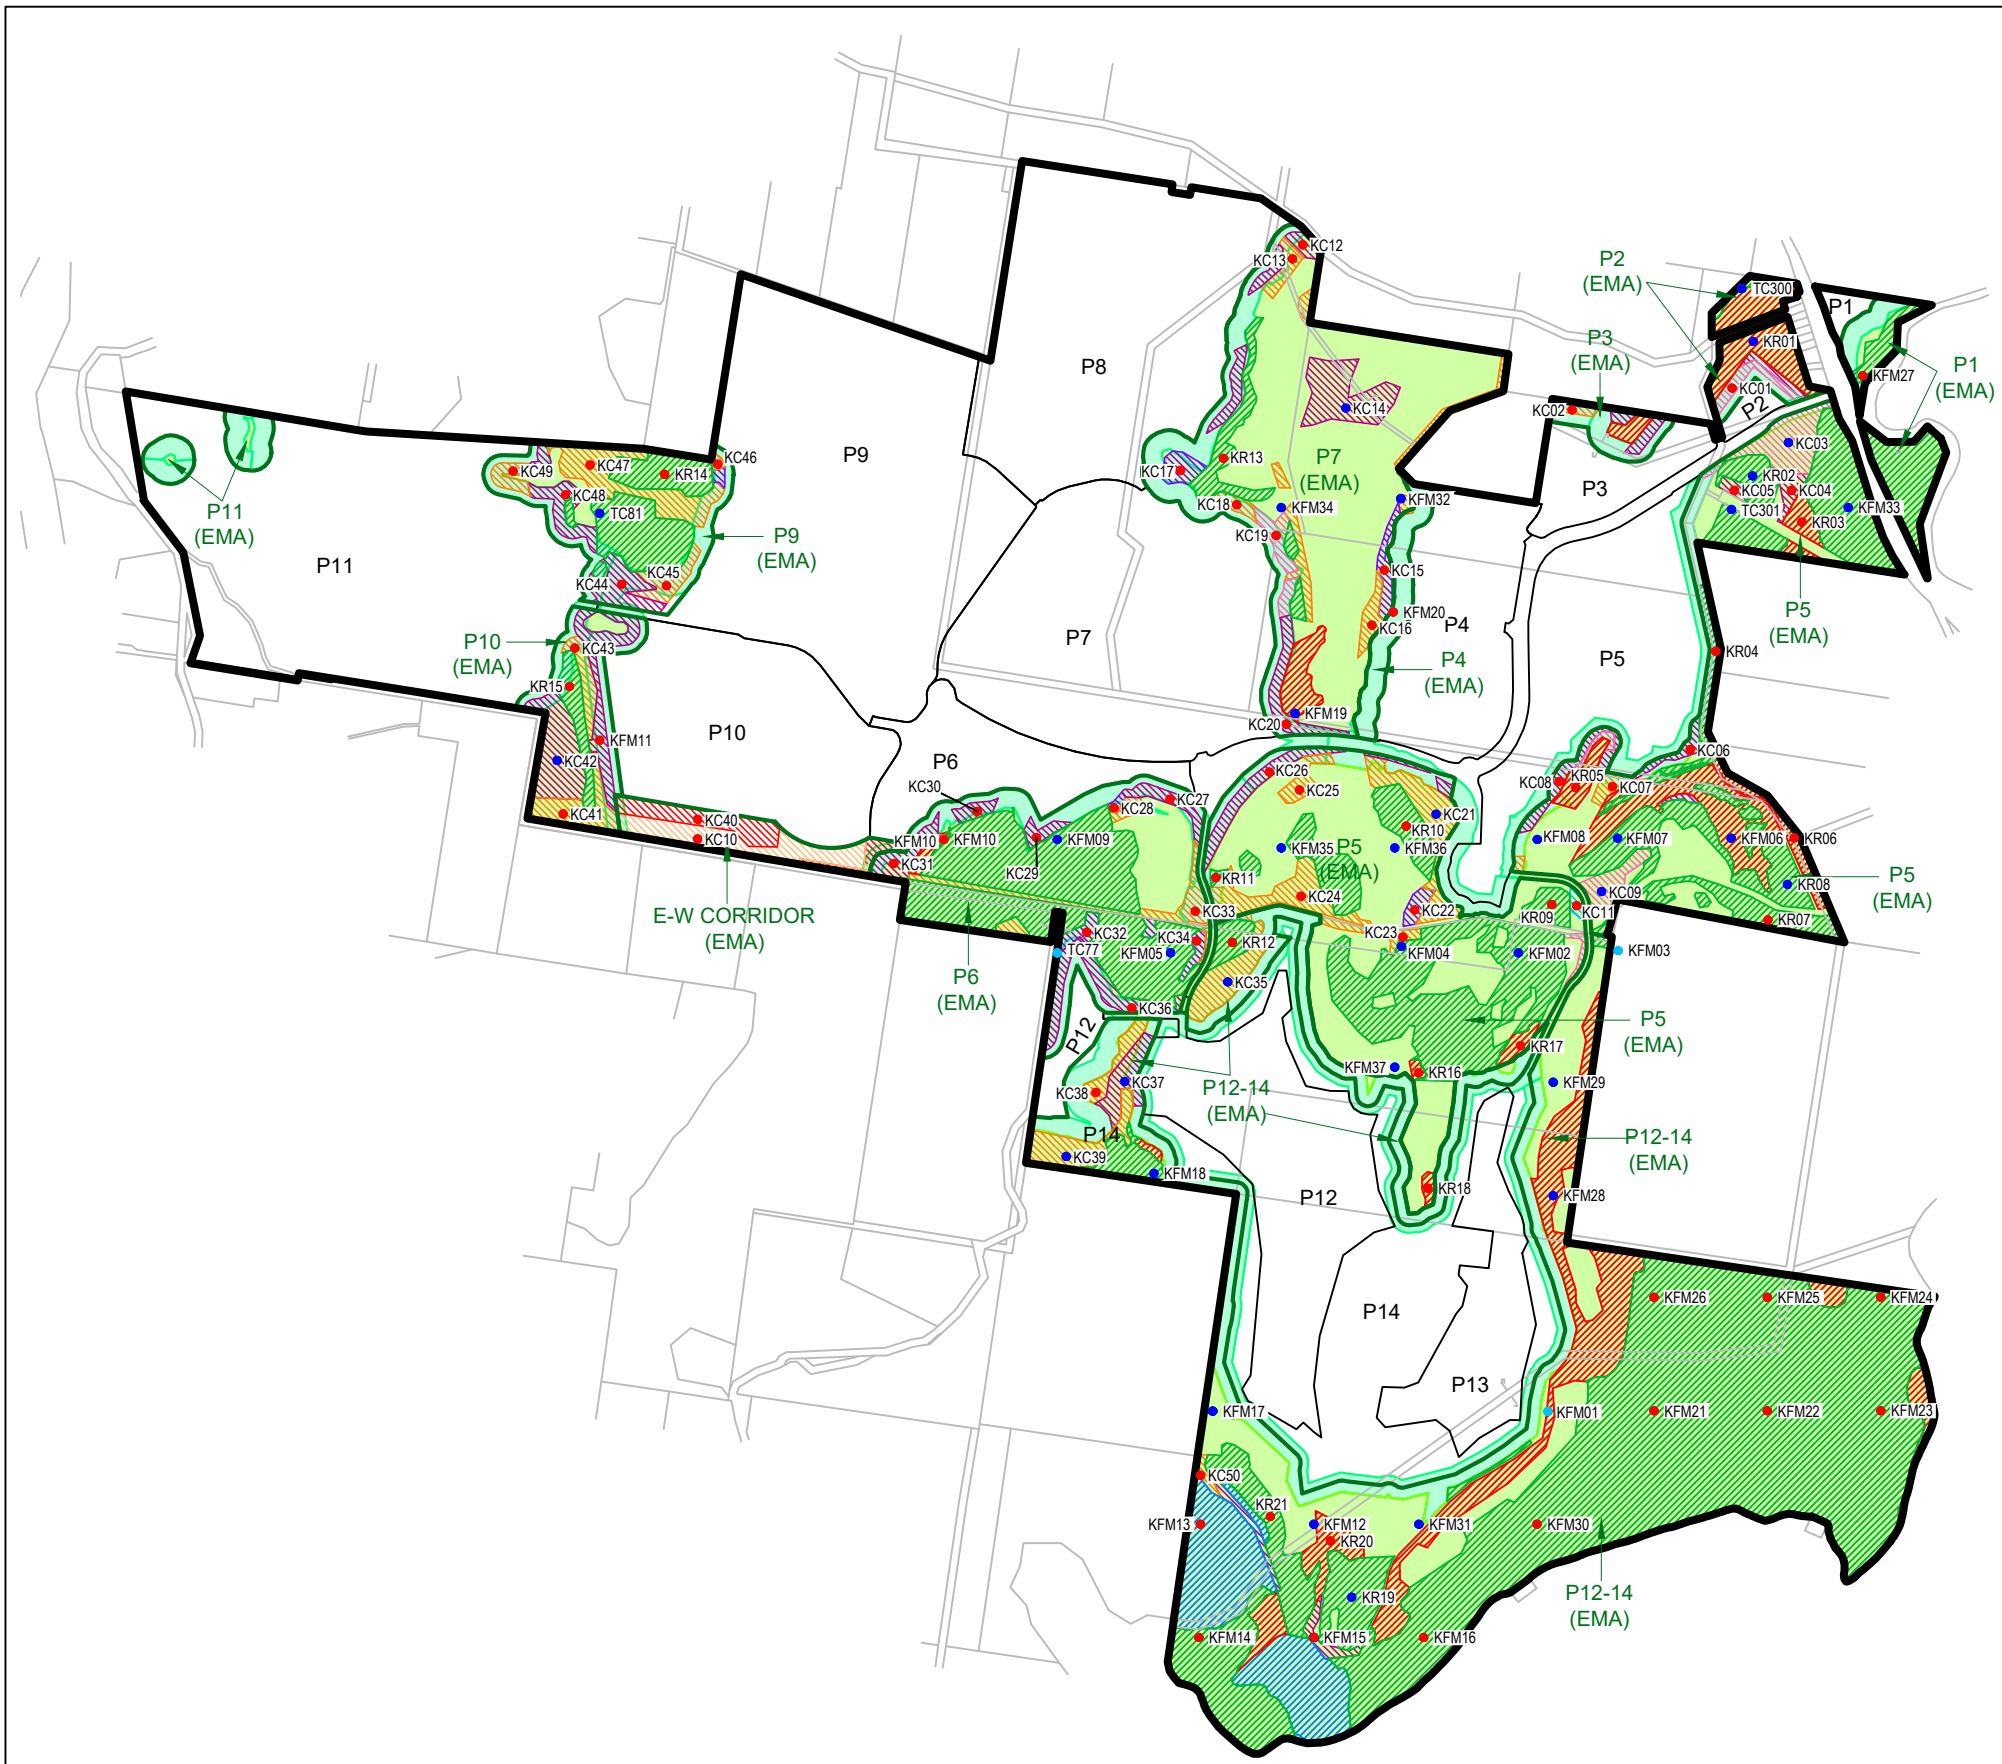 KC12
KC13
P2
(EMA)
TC300
P1
P3
(EMA)
KR01
P8
P1
(EMA)
KFM27
KC01
P2
KC02
KC14
KC03
P9
P7
(EMA)
KR13
KC17
KC46
KC47
KC49
KR14
KR02
KC05
KC04
P3
KC48
KFM32
KC18
KFM34
TC301
KFM33
TC81
P11
(EMA)
KR03
KC19
P9
(EMA)
P11
KC15
KC44
KC45
KFM20
P5
(EMA)
KC16
P4
P7
P10
(EMA)
KC43
KR04
P5
P4
(EMA)
KR15
KFM19
KC20
P10
KFM11
KC06
KC42
P6
KC26
KR05
KC08
KC07
KC25
KC30
KC27
KC28
KC41
KC40
KC21
KC10
KFM10
KFM10
KFM09
KR10
KFM08
KFM07
KFM06
KR06
KC29
KFM35
P5
(EMA)
KFM36
KC31
KR11
KR08
P5
(EMA)
KC24
KC09
E-W CORRIDOR
(EMA)
KC33
KC22
KR09
KC11
KR07
KC32
KC34
KR12
KC23
KFM04
TC77
KFM05
KFM02
KFM03
P6
(EMA)
KC35
KC36
P12
P5
(EMA)
KR17
KFM37
KR16
KC37
KFM29
KC38
P12-14
(EMA)
P14
P12-14
(EMA)
KC39
KFM18
KR18
P12
KFM28
KFM26
KFM25
KFM24
P14
P13
KFM17
KFM01
KFM21
KFM22
KFM23
KC50
KR21
KFM13
KFM12
KFM31
KFM30
KR20
P12-14
(EMA)
KR19
KFM14
KFM15
KFM16